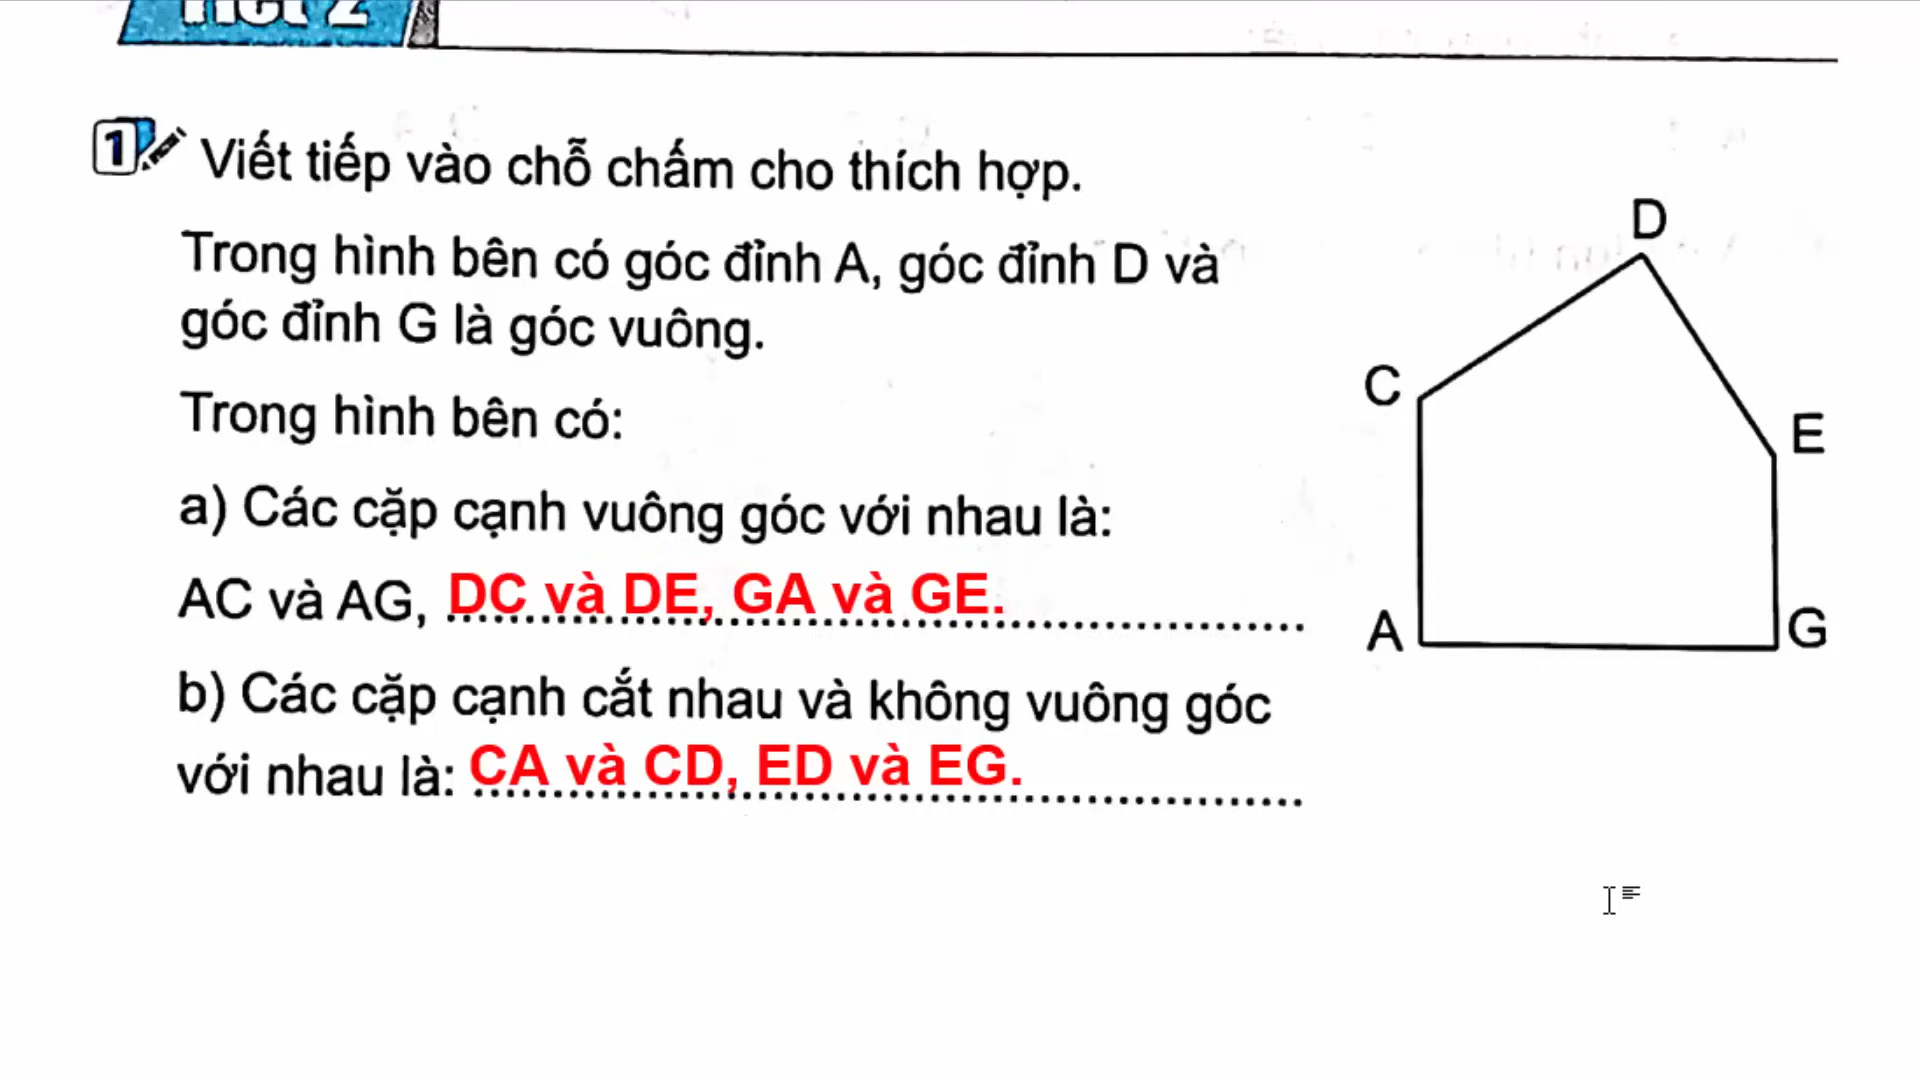 Tiết 2
1 Viết tiếp vào chỗ chấm cho thích hợp.
Trong hình bên có góc đỉnh A, góc đỉnh D và
góc đỉnh G là góc vuông.
Trong hình bên có:
a) Các cặp cạnh vuông góc với nhau là:
AC và AG, DC và DE, GA và GE.
b) Các cặp cạnh cắt nhau và không vuông góc
với nhau là: CA và CD, ED và EG.
D
C
E
A
G